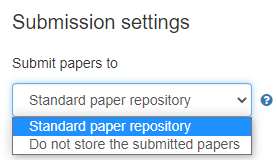 Submission settings
Submit papers to
Standard paper repository
?
Standard paper repository
Do not store the submitted papers